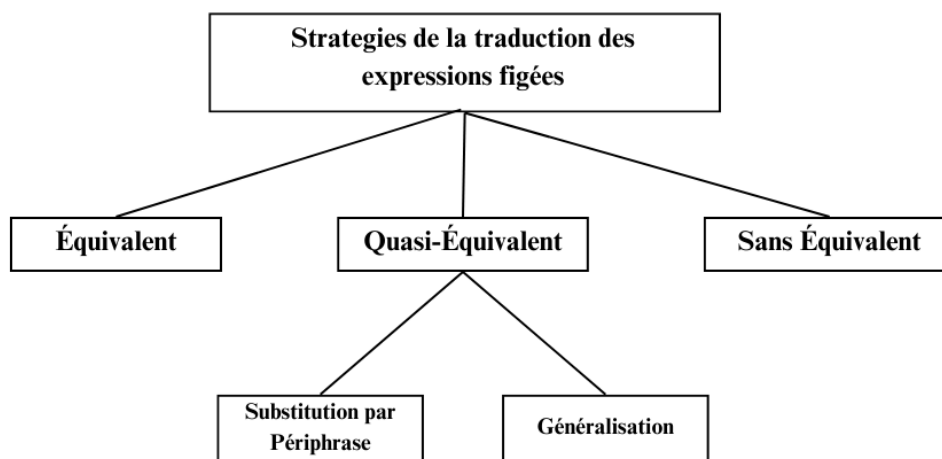 Strategies de la traduction des
expressions figées
Équivalent
Quasi-Équivalent
Sans Équivalent
Substitution par
Périphrase
Généralisation